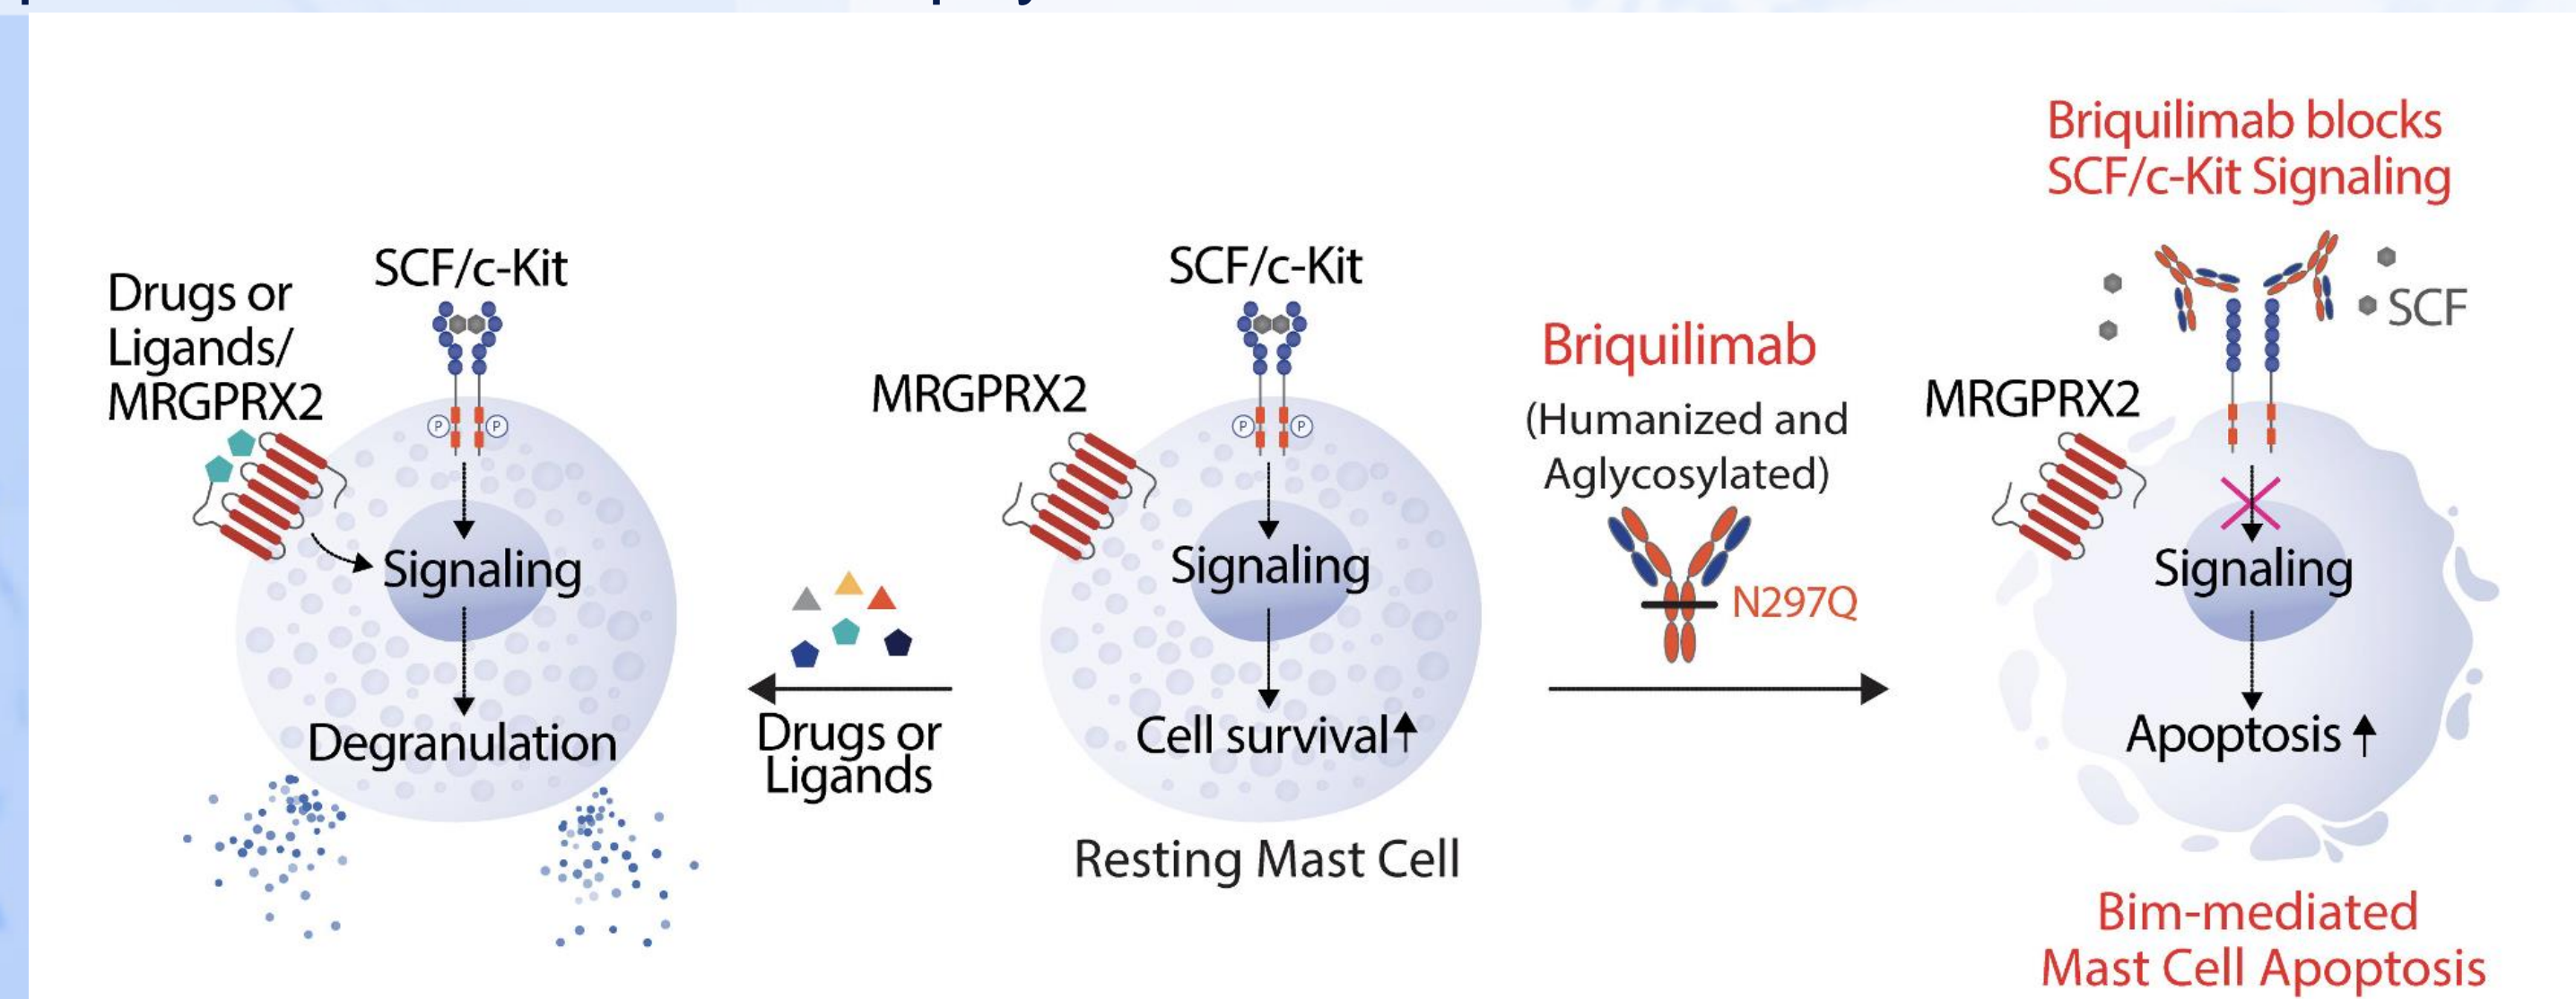 Drugs or
Ligands/
MRGPRX2
SCF/c-Kit
P
P
Signaling
Degranulation
Drugs or
Ligands
MRGPRX2
SCF/c-Kit
P
P
Signaling
Cell survival
Resting Mast Cell
Briquilimab
(Humanized and
Aglycosylated)
N297Q
Briquilimab blocks
SCF/c-Kit Signaling
SCF
MRGPRX2
Signaling
Apoptosis
Bim-mediated
Mast Cell Apoptosis